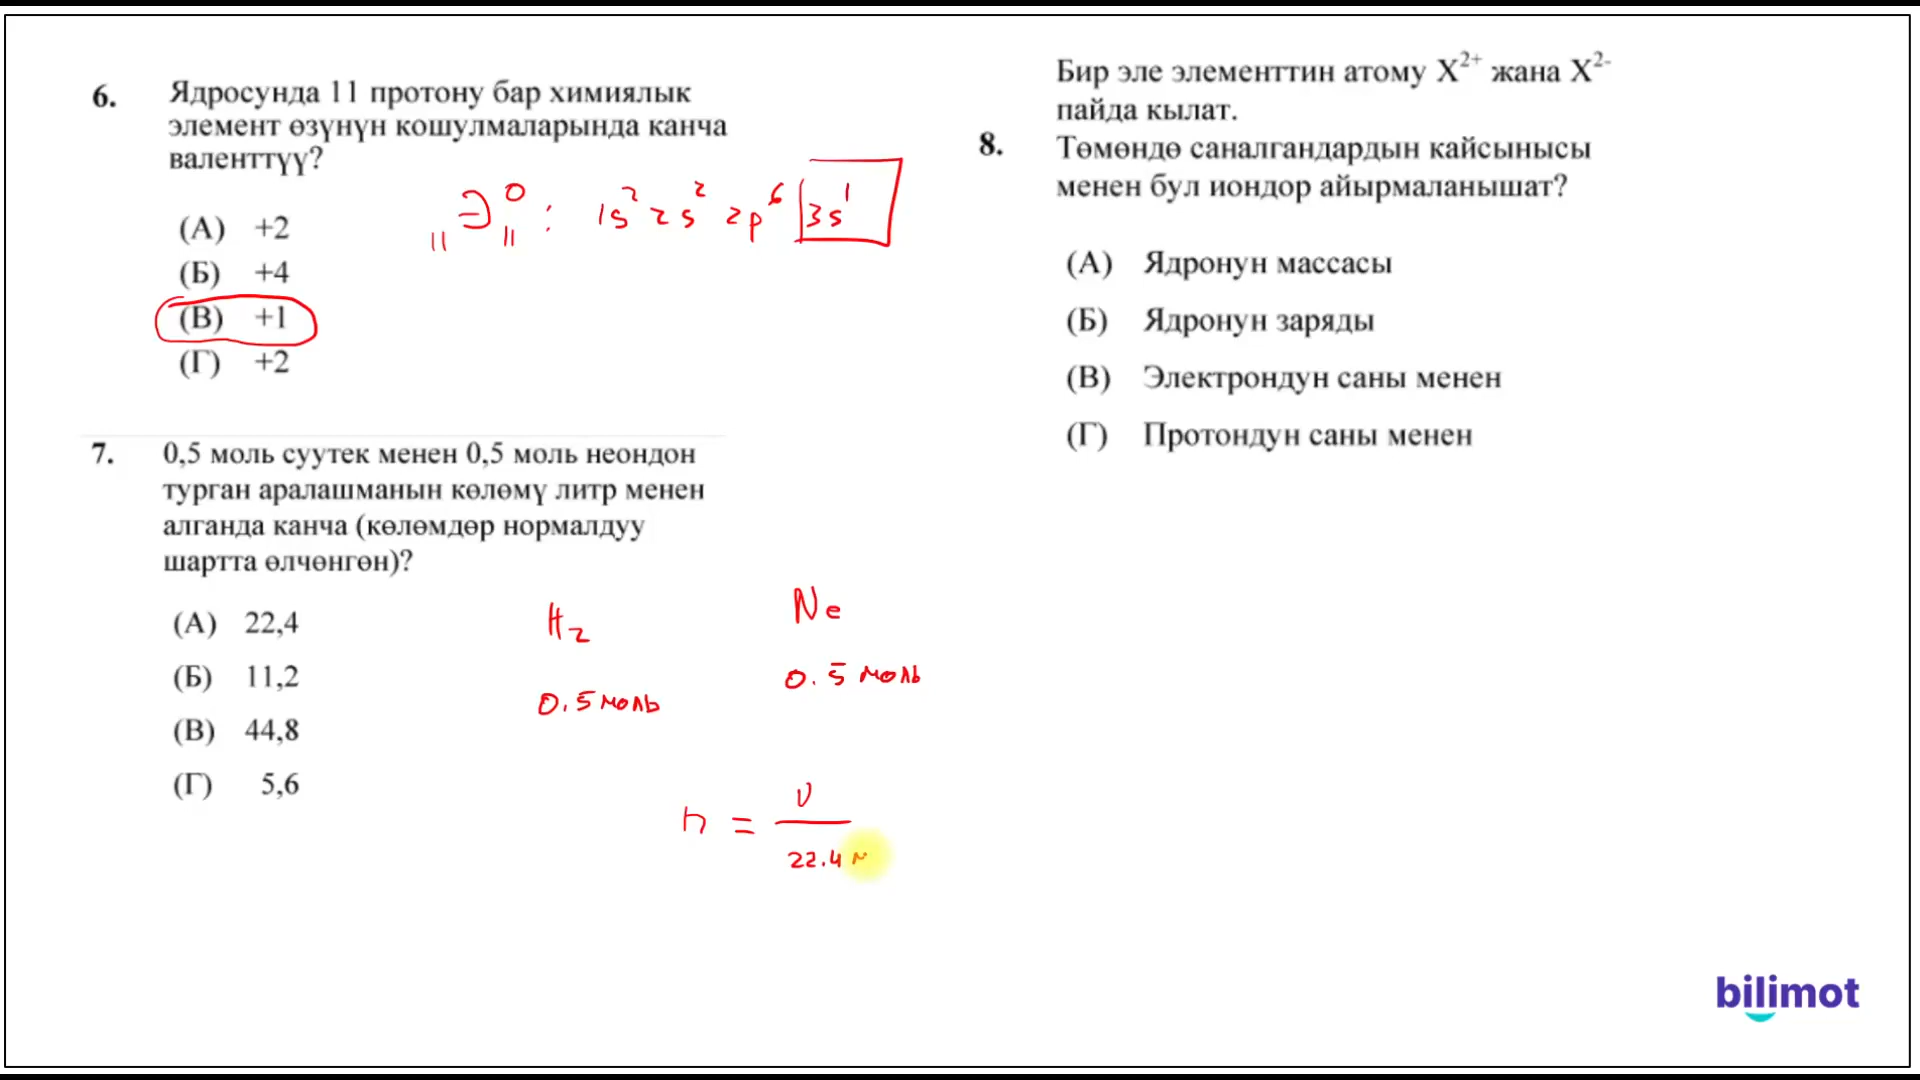 6.
Ядросунда 11 протону бар химиялык
элемент өзүнүн кошулмаларында канча
валенттүү?
11 Э 0 11 : 1s² 2s² 2p⁶ 3s¹
(А) +2
(Б) +4
(В) +1
(Г) +2
7.
0,5 моль суутек менен 0,5 моль неондон
турган аралашманын көлөмү литр менен
алганда канча (көлөмдөр нормалдуу
шартта өлчөнгөн)?
(А) 22,4
(Б) 11,2
(В) 44,8
(Г) 5,6
H₂
Ne
0.5 моль
0.5 моль
n = V
22.4
8.
Бир эле элементтин атому X²⁺ жана X²⁻
пайда кылат.
Төмөндө саналгандардын кайсынысы
менен бул иондор айырмаланышат?
(А) Ядронун массасы
(Б) Ядронун заряды
(В) Электрондун саны менен
(Г) Протондун саны менен
bilimot